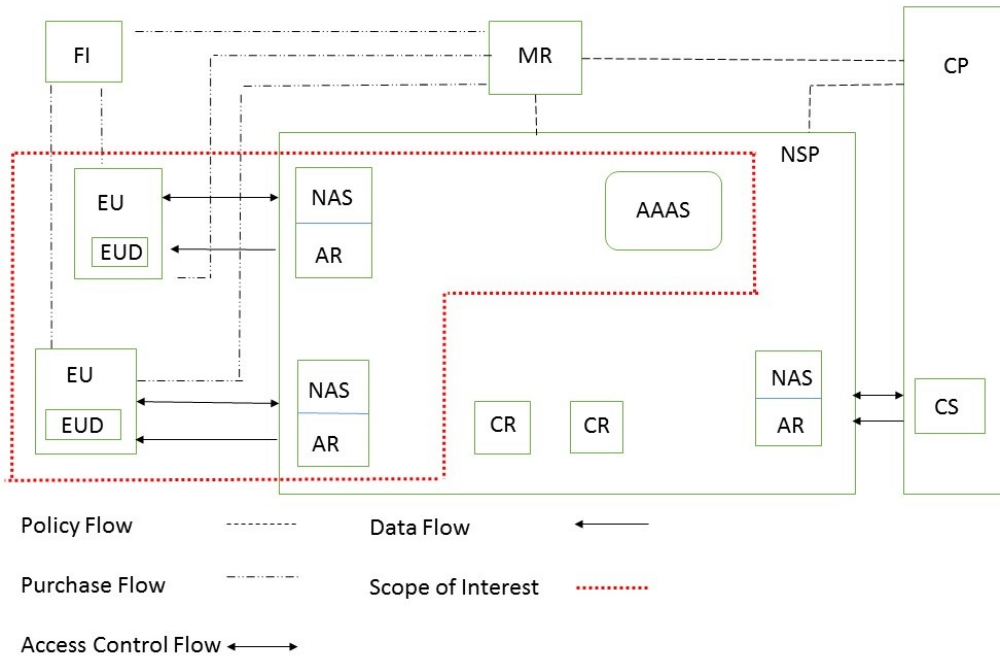 FI
MR
CP
NSP
EU
EUD
NAS
AR
AAAS
EU
EUD
NAS
AR
CR
CR
NAS
AR
CS
Policy Flow
Data Flow
Purchase Flow
Scope of Interest
Access Control Flow